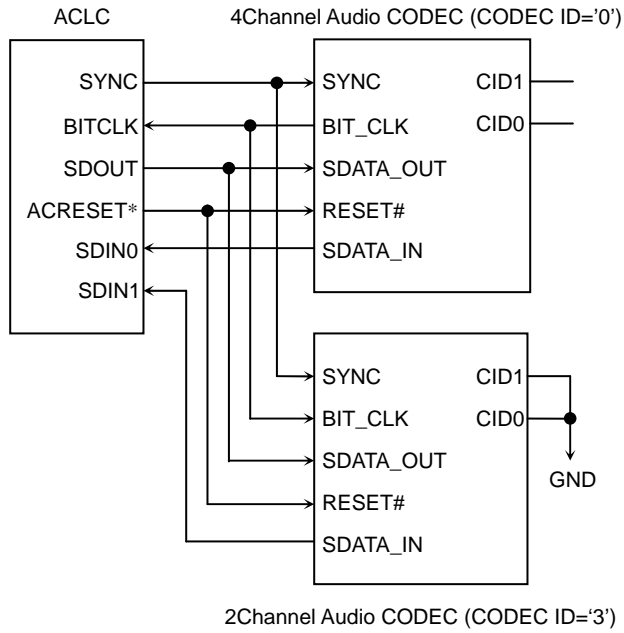 ACLC
4Channel Audio CODEC (CODEC ID=’0’)
SYNC
BITCLK
SDOUT
ACRESET*
SDIN0
SDIN1
SYNC
BIT_CLK
SDATA_OUT
RESET#
SDATA_IN
CID1
CID0
SYNC
BIT_CLK
SDATA_OUT
RESET#
SDATA_IN
CID1
CID0
GND
2Channel Audio CODEC (CODEC ID=‘3’)